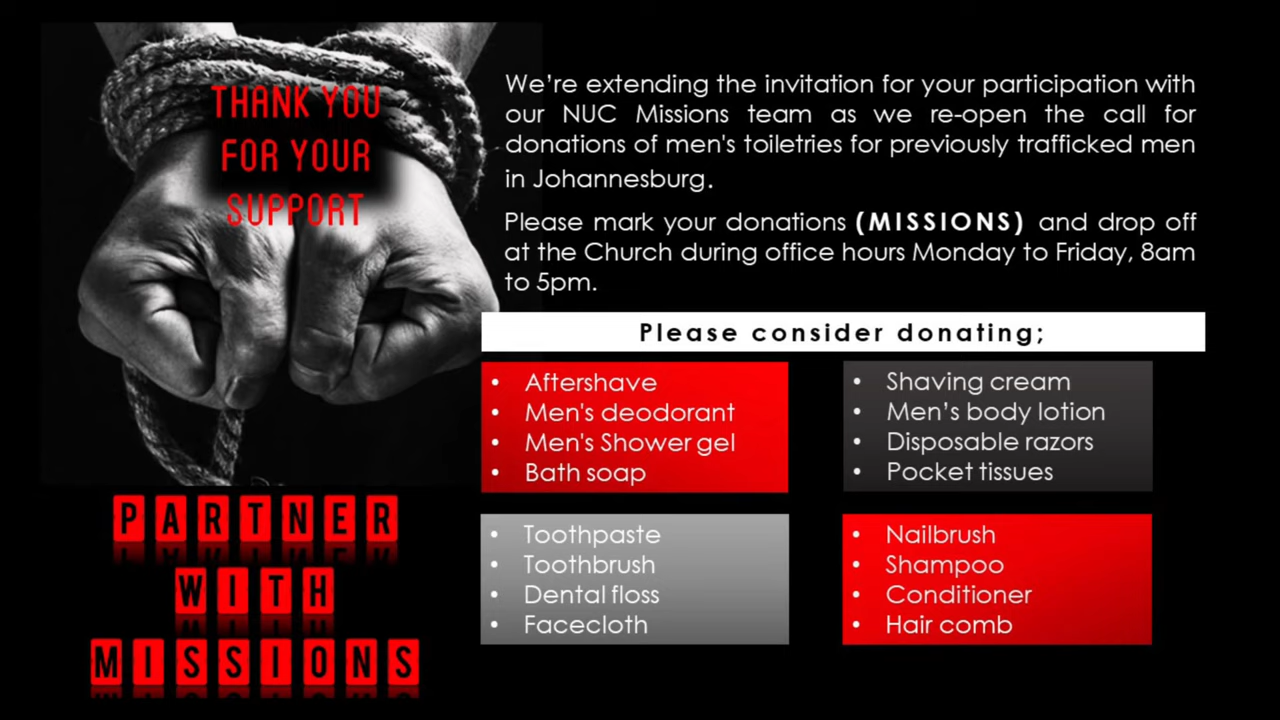 THANK YOU
FOR YOUR
SUPPORT
We’re extending the invitation for your participation with
our NUC Missions team as we re-open the call for
donations of men's toiletries for previously trafficked men
in Johannesburg.
Please mark your donations (MISSIONS) and drop off
at the Church during office hours Monday to Friday, 8am
to 5pm.
Please consider donating;
• Aftershave
• Men's deodorant
• Men's Shower gel
• Bath soap
• Shaving cream
• Men’s body lotion
• Disposable razors
• Pocket tissues
• Toothpaste
• Toothbrush
• Dental floss
• Facecloth
• Nailbrush
• Shampoo
• Conditioner
• Hair comb
PARTNER
WITH
MISSIONS